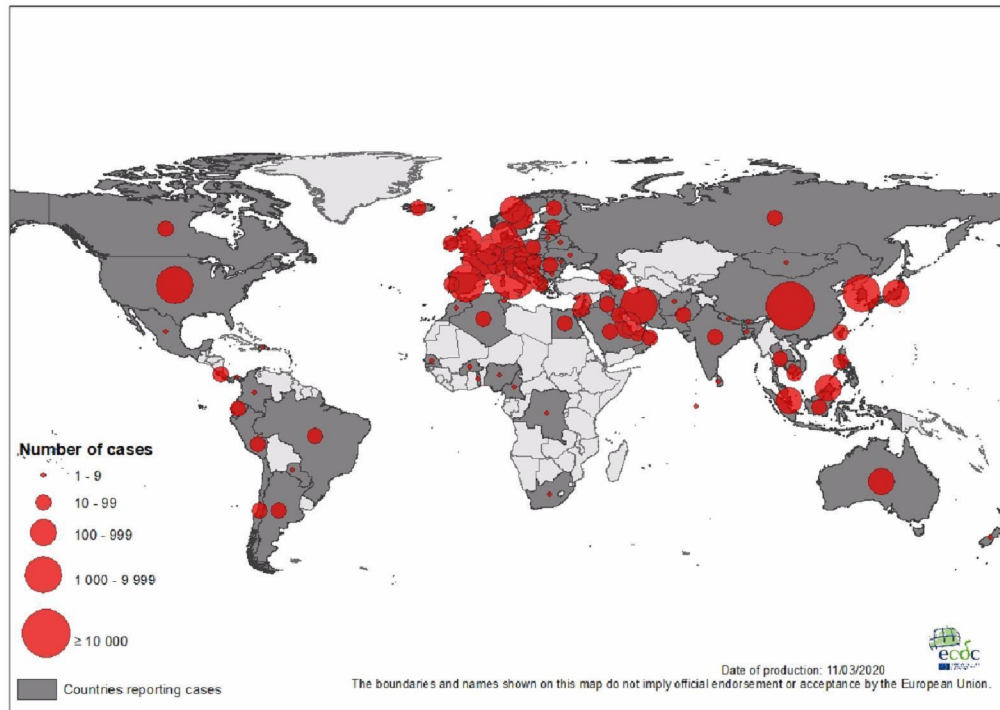 Number of cases
1 - 9
10 - 99
100 - 999
1 000 - 9 999
≥ 10 000
Countries reporting cases
ecdc
Date of production: 11/03/2020
The boundaries and names shown on this map do not imply official endorsement or acceptance by the European Union.